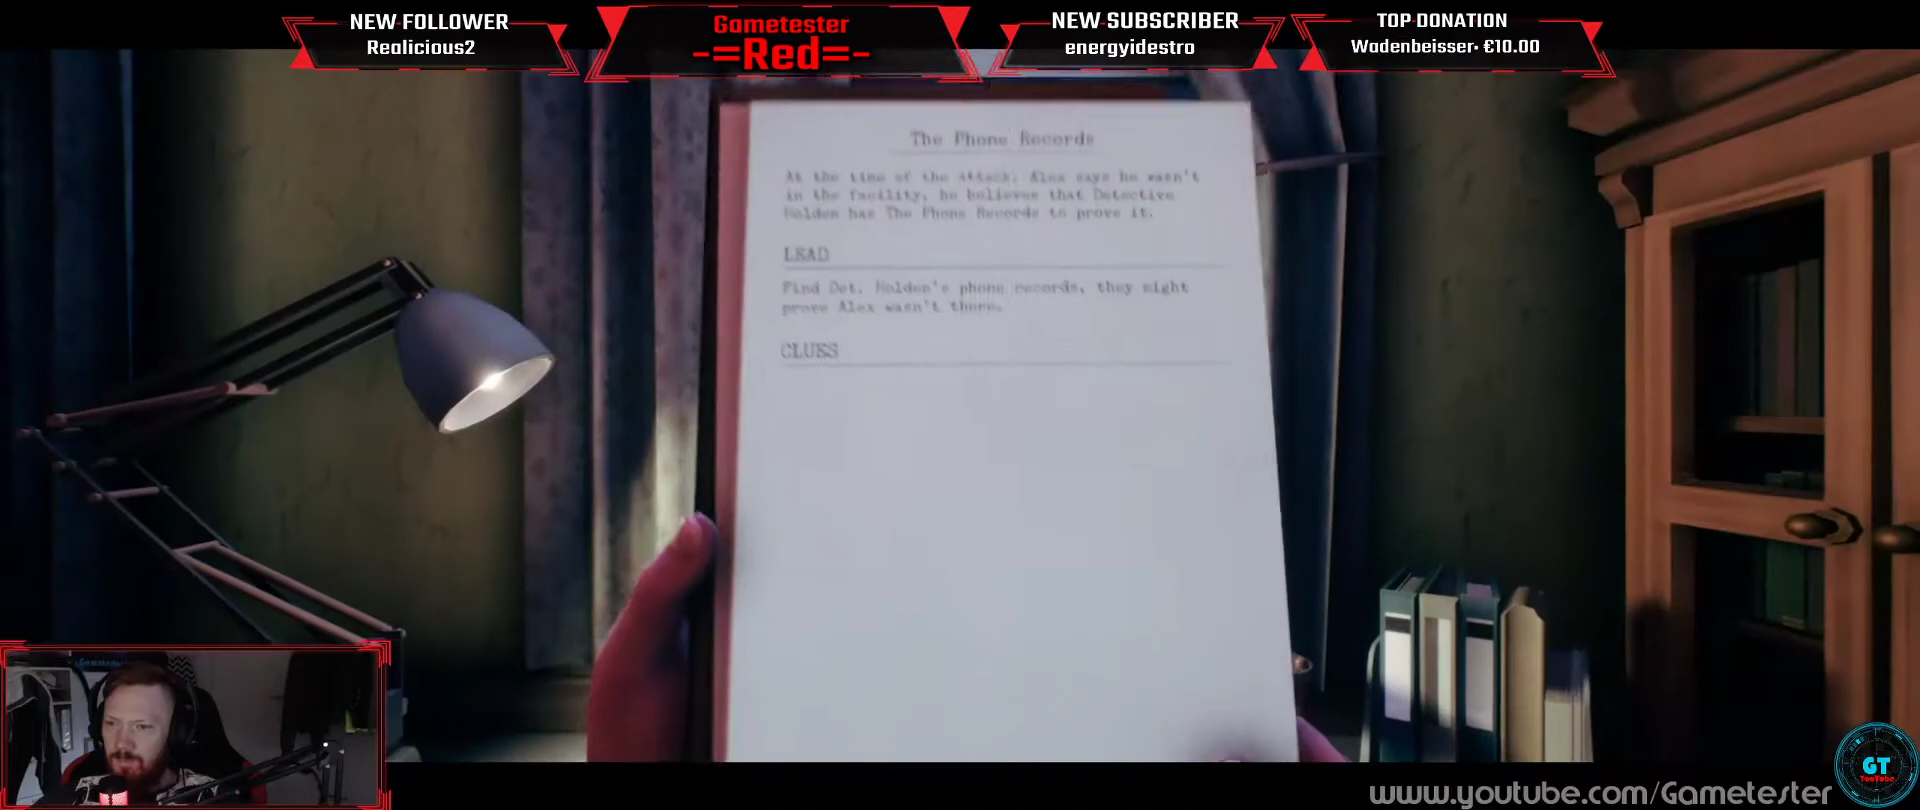 NEW FOLLOWER
Realicious2
Gametester
-=Red=-
NEW SUBSCRIBER
energyidestro
TOP DONATION
Wadenbeisser· €10.00
The Phone Records
At the time of the Attack, Alex says he wasn't
in the facility, he believes that Detective
Holden has The Phone Records to prove it.
LEAD
Find Det. Holden's phone records, they might
prove Alex wasn't there.
CLUES
GT
YouTube
www.youtube.com/Gametester